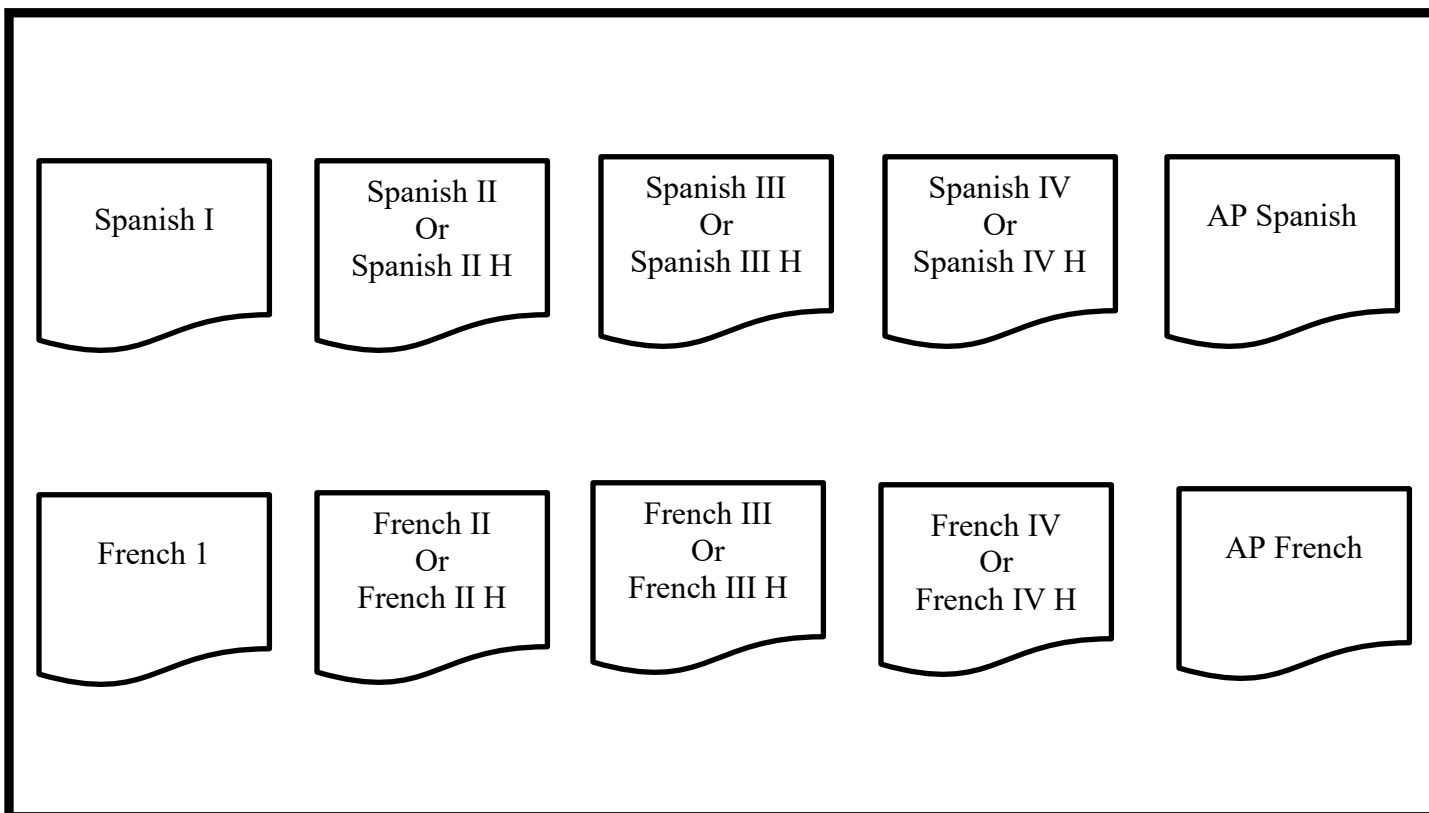 Spanish I
Spanish II
Or
Spanish II H
Spanish III
Or
Spanish III H
Spanish IV
Or
Spanish IV H
AP Spanish
French 1
French II
Or
French II H
French III
Or
French III H
French IV
Or
French IV H
AP French